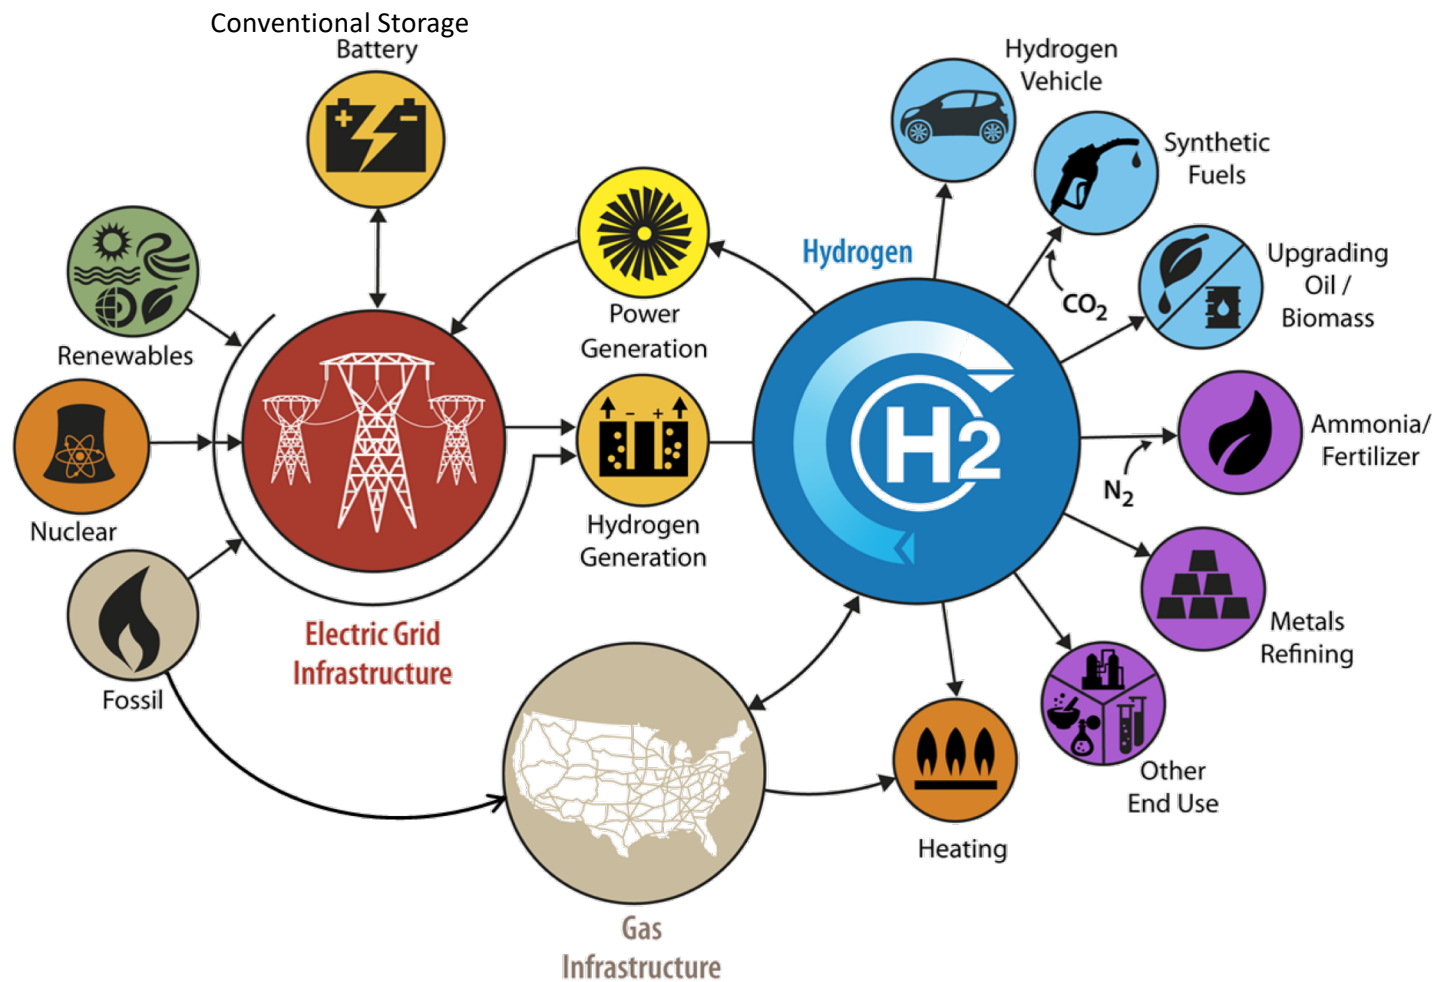 Conventional Storage
Battery
Hydrogen
Vehicle
Synthetic
Fuels
Renewables
Power
Generation
Hydrogen
CO2
Upgrading
Oil /
Biomass
Nuclear
+ -
- +
Hydrogen
Generation
H2
N2
Ammonia/
Fertilizer
Fossil
Electric Grid
Infrastructure
Metals
Refining
Other
End Use
Heating
Gas
Infrastructure